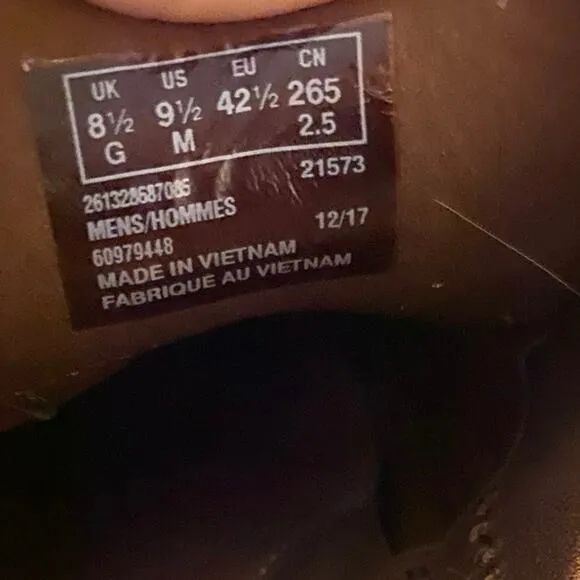 UK US EU CN
8½ 9½ 42½ 265
G M 2.5
21573
261328687085
MENS/HOMMES
12/17
60979448
MADE IN VIETNAM
FABRIQUE AU VIETNAM